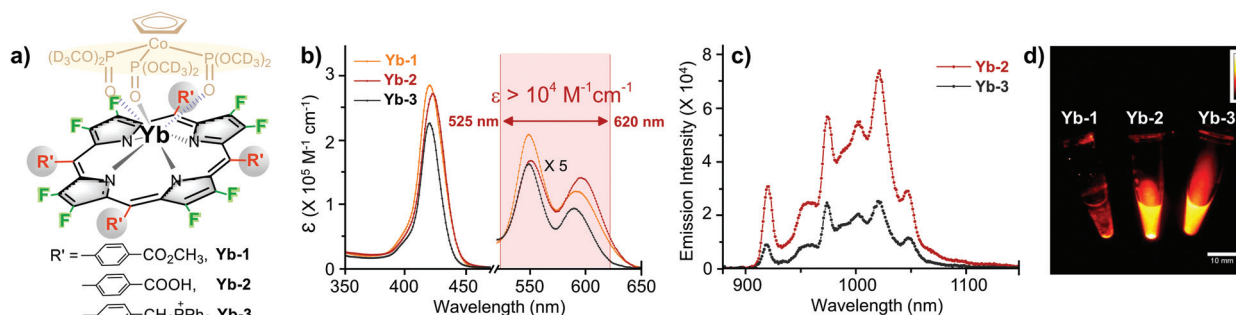 a)
Co
(D3CO)2P
P(OCD3)2
P(OCD3)2
O
O
O
R'
F
F
F
F
Yb
N
N
N
N
R'
R'
F
F
F
F
R'
R' = CO2CH3, Yb-1
COOH, Yb-2
b)
Yb-1
Yb-2
Yb-3
ε > 10⁴ M⁻¹cm⁻¹
525 nm
620 nm
X 5
ε (X 10⁵ M⁻¹ cm⁻¹)
3
2
1
0
350
400
450
550
600
650
Wavelength (nm)
c)
Yb-2
Yb-3
Emission Intensity (X 10⁴)
8
6
4
2
0
900
1000
1100
Wavelength (nm)
d)
Yb-1
Yb-2
Yb-3
10 mm